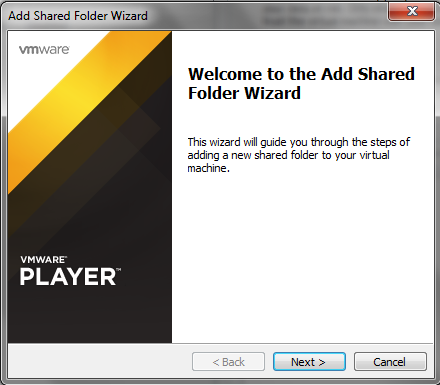 Add Shared Folder Wizard
vmware
Welcome to the Add Shared
Folder Wizard
This wizard will guide you through the steps of
adding a new shared folder to your virtual
machine.
VMWARE®
PLAYER™
< Back
Next >
Cancel